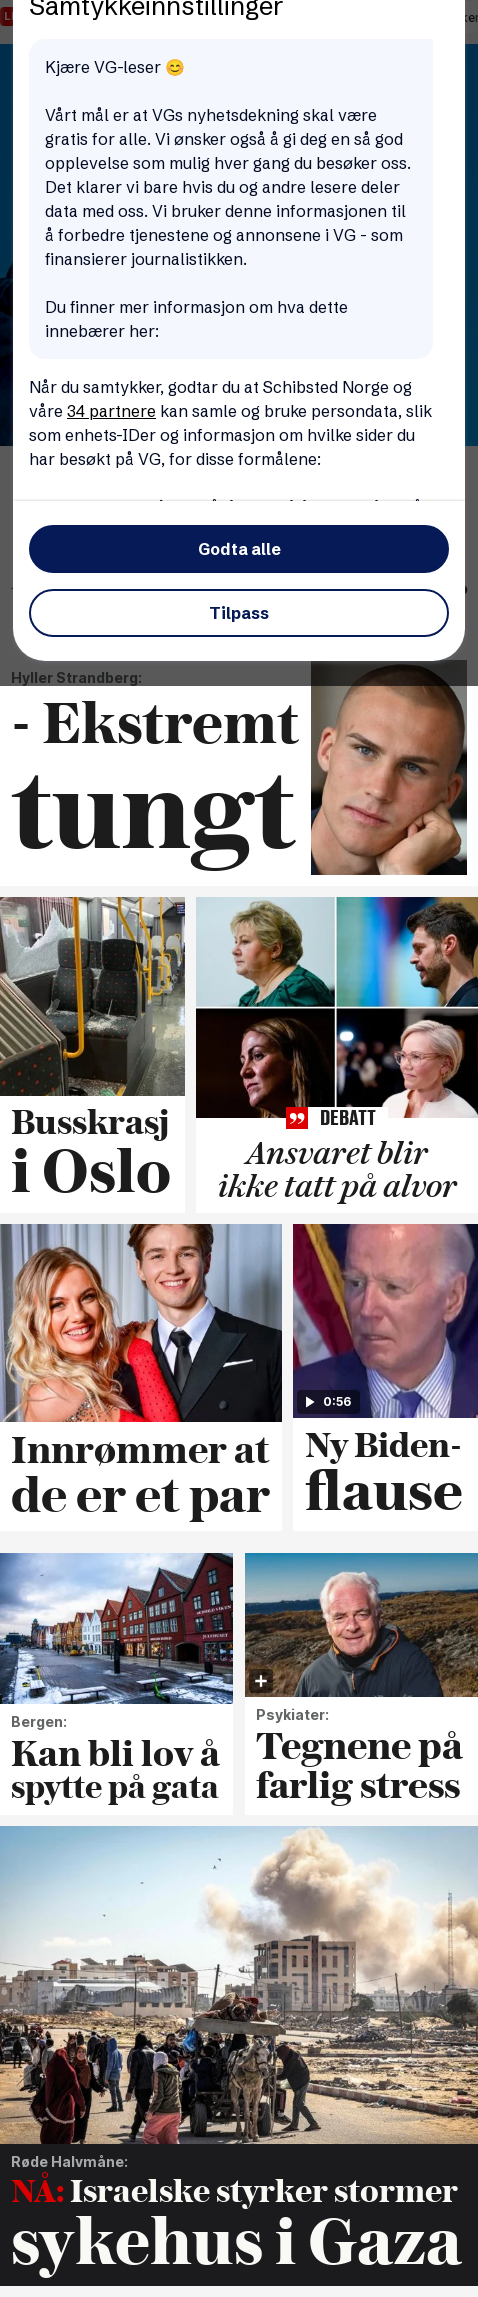 Samtykkeinnstillinger
Kjære VG-leser 😊
Vårt mål er at VGs nyhetsdekning skal være
gratis for alle. Vi ønsker også å gi deg en så god
opplevelse som mulig hver gang du besøker oss.
Det klarer vi bare hvis du og andre lesere deler
data med oss. Vi bruker denne informasjonen til
å forbedre tjenestene og annonsene i VG - som
finansierer journalistikken.
Du finner mer informasjon om hva dette
innebærer her:
Når du samtykker, godtar du at Schibsted Norge og
våre 34 partnere kan samle og bruke persondata, slik
som enhets-IDer og informasjon om hvilke sider du
har besøkt på VG, for disse formålene:
Godta alle
Tilpass
Hyller Strandberg:
- Ekstremt
tungt
Busskrasj
i Oslo
DEBATT
Ansvaret blir
ikke tatt på alvor
Innrømmer at
de er et par
0:56
Ny Biden-
flause
Bergen:
Kan bli lov å
spytte på gata
Psykiater:
Tegnene på
farlig stress
Røde Halvmåne:
NÅ: Israelske styrker stormer
sykehus i Gaza